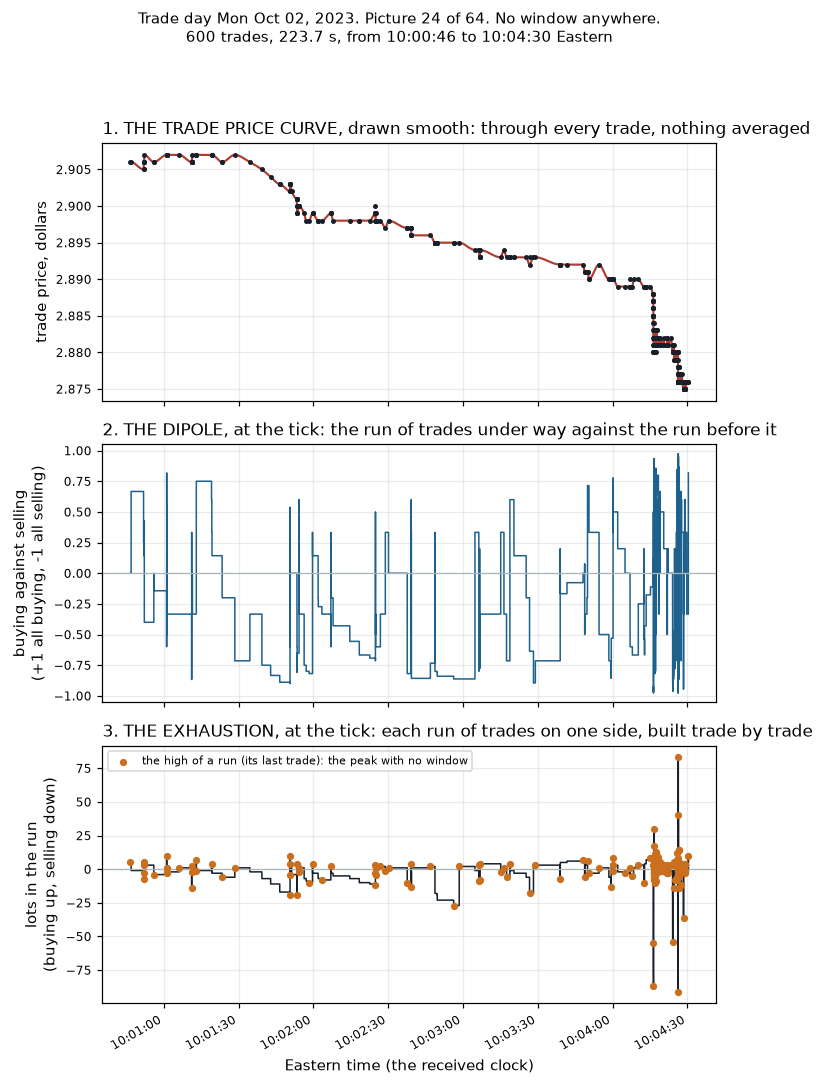 Trade day Mon Oct 02, 2023. Picture 24 of 64. No window anywhere.
600 trades, 223.7 s, from 10:00:46 to 10:04:30 Eastern
1. THE TRADE PRICE CURVE, drawn smooth: through every trade, nothing averaged
trade price, dollars
2.905
2.900
2.895
2.890
2.885
2.880
2.875
2. THE DIPOLE, at the tick: the run of trades under way against the run before it
buying against selling
(+1 all buying, -1 all selling)
1.00
0.75
0.50
0.25
0.00
−0.25
−0.50
−0.75
−1.00
3. THE EXHAUSTION, at the tick: each run of trades on one side, built trade by trade
the high of a run (its last trade): the peak with no window
lots in the run
(buying up, selling down)
75
50
25
0
−25
−50
−75
10:01:00
10:01:30
10:02:00
10:02:30
10:03:00
10:03:30
10:04:00
10:04:30
Eastern time (the received clock)